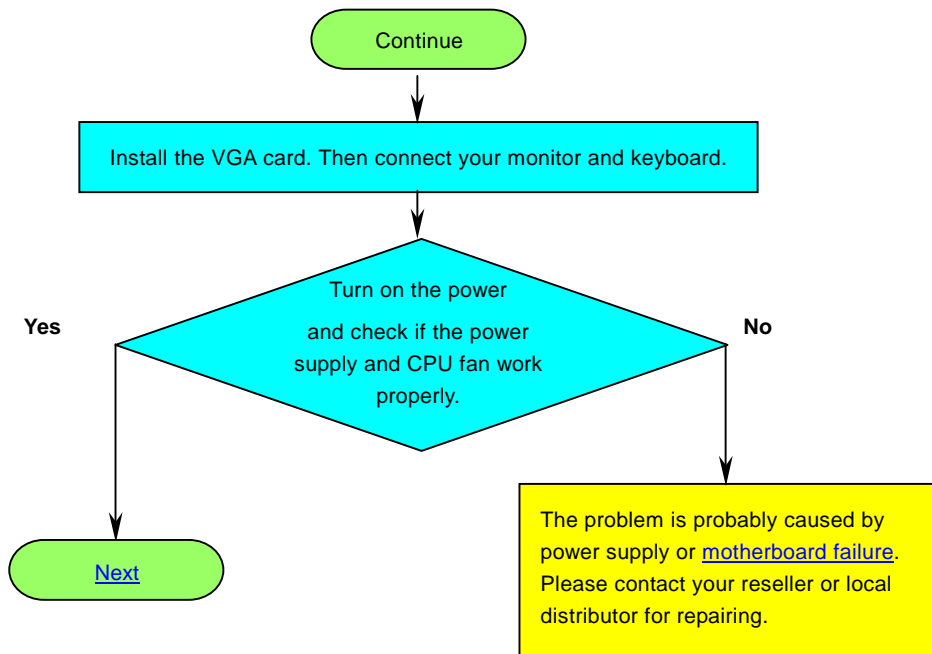 Continue
Install the VGA card. Then connect your monitor and keyboard.
Turn on the power
and check if the power
supply and CPU fan work
properly.
Yes
No
Next
The problem is probably caused by
power supply or motherboard failure.
Please contact your reseller or local
distributor for repairing.